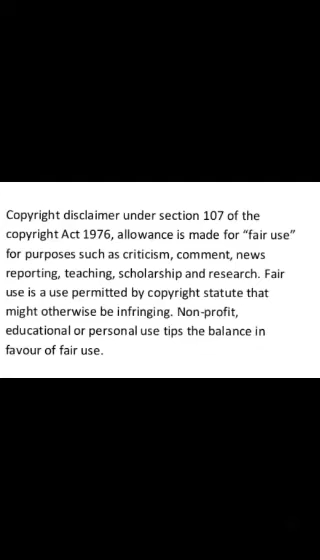 Copyright disclaimer under section 107 of the
copyright Act 1976, allowance is made for “fair use”
for purposes such as criticism, comment, news
reporting, teaching, scholarship and research. Fair
use is a use permitted by copyright statute that
might otherwise be infringing. Non-profit,
educational or personal use tips the balance in
favour of fair use.